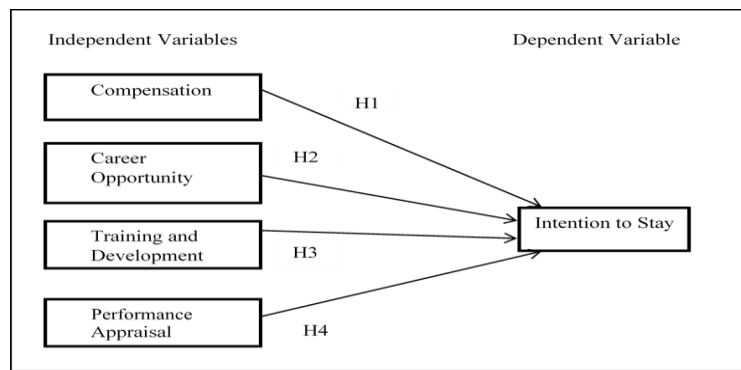 Independent Variables
Dependent Variable
Compensation
H1
Career
Opportunity
H2
Training and
Development
H3
Performance
Appraisal
H4
Intention to Stay